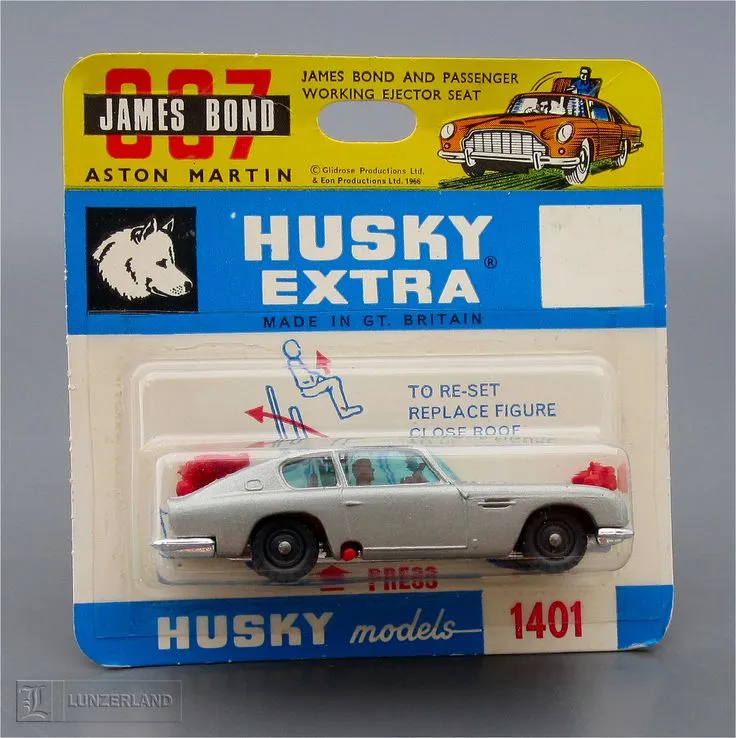 007
JAMES BOND
ASTON MARTIN
JAMES BOND AND PASSENGER
WORKING EJECTOR SEAT
© Glidrose Productions Ltd.
& Eon Productions Ltd. 1966
HUSKY
EXTRA®
MADE IN GT. BRITAIN
TO RE-SET
REPLACE FIGURE
CLOSE ROOF
PRESS
HUSKY models
1401
L LUNZERLAND